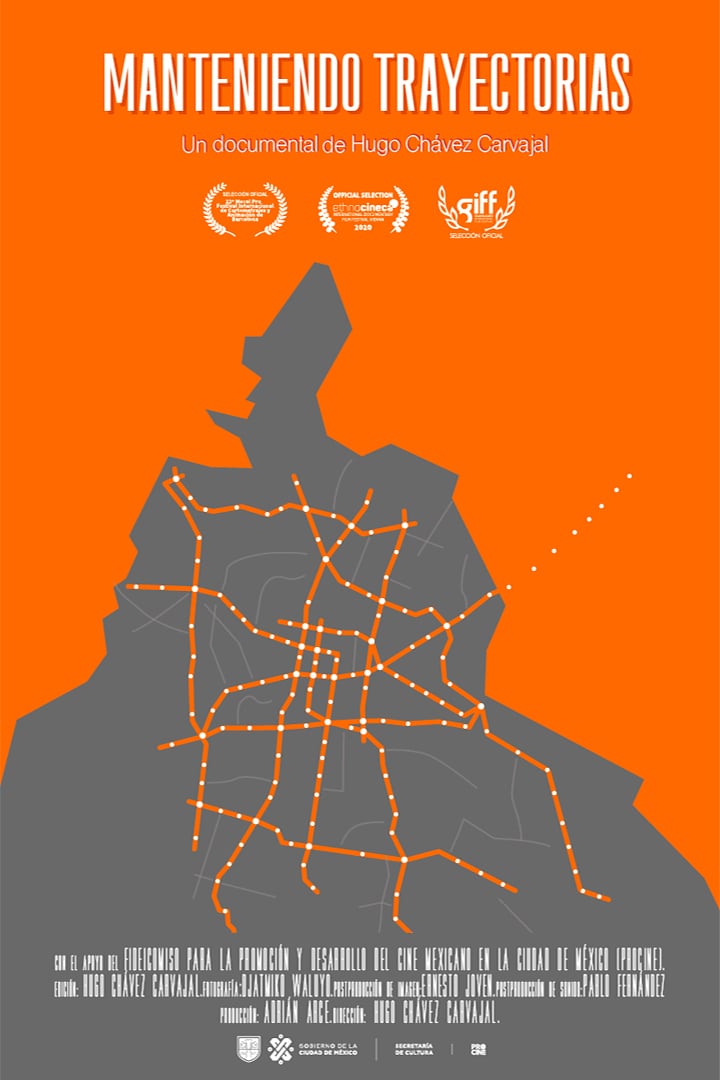 MANTENIENDO TRAYECTORIAS
Un documental de Hugo Chávez Carvajal
SELECCIÓN OFICIAL
Festival Internacional
de Cortometrajes y
Animación de
Barcelona
OFFICIAL SELECTION
ethnocineca
INTERNATIONAL DOCUMENTARY
FILM FESTIVAL VIENNA
2020
giff
SELECCIÓN OFICIAL
CON EL APOYO DEL FIDEICOMISO PARA LA PROMOCIÓN Y DESARROLLO DEL CINE MEXICANO EN LA CIUDAD DE MÉXICO (PROCINE).
EDICIÓN: HUGO CHÁVEZ CARVAJAL.FOTOGRAFÍA:DJATMIKO WALUYO.POSTPRODUCCIÓN DE IMAGEN:ERNESTO JOVEN.POSTPRODUCCIÓN DE SONIDO:PABLO FERNÁNDEZ
PRODUCCIÓN: ADRIÁN ARCE.DIRECCIÓN: HUGO CHÁVEZ CARVAJAL.
GOBIERNO DE LA
CIUDAD DE MÉXICO
SECRETARÍA
DE CULTURA
PRO
CINE